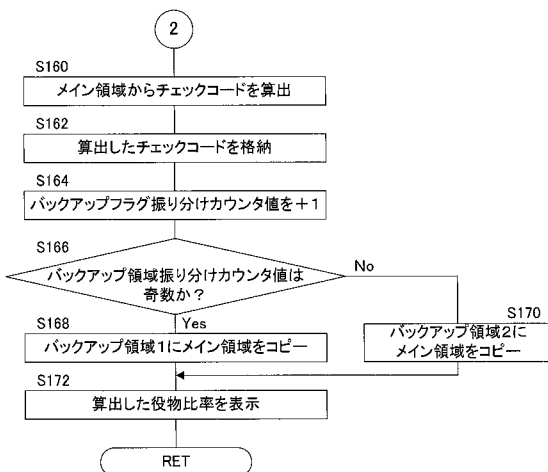 2
S160
メイン領域からチェックコードを算出
S162
算出したチェックコードを格納
S164
バックアップフラグ振り分けカウンタ値を+1
S166
バックアップ領域振り分けカウンタ値は
奇数か?
No
Yes
S168
バックアップ領域1にメイン領域をコピー
S170
バックアップ領域2に
メイン領域をコピー
S172
算出した役物比率を表示
RET